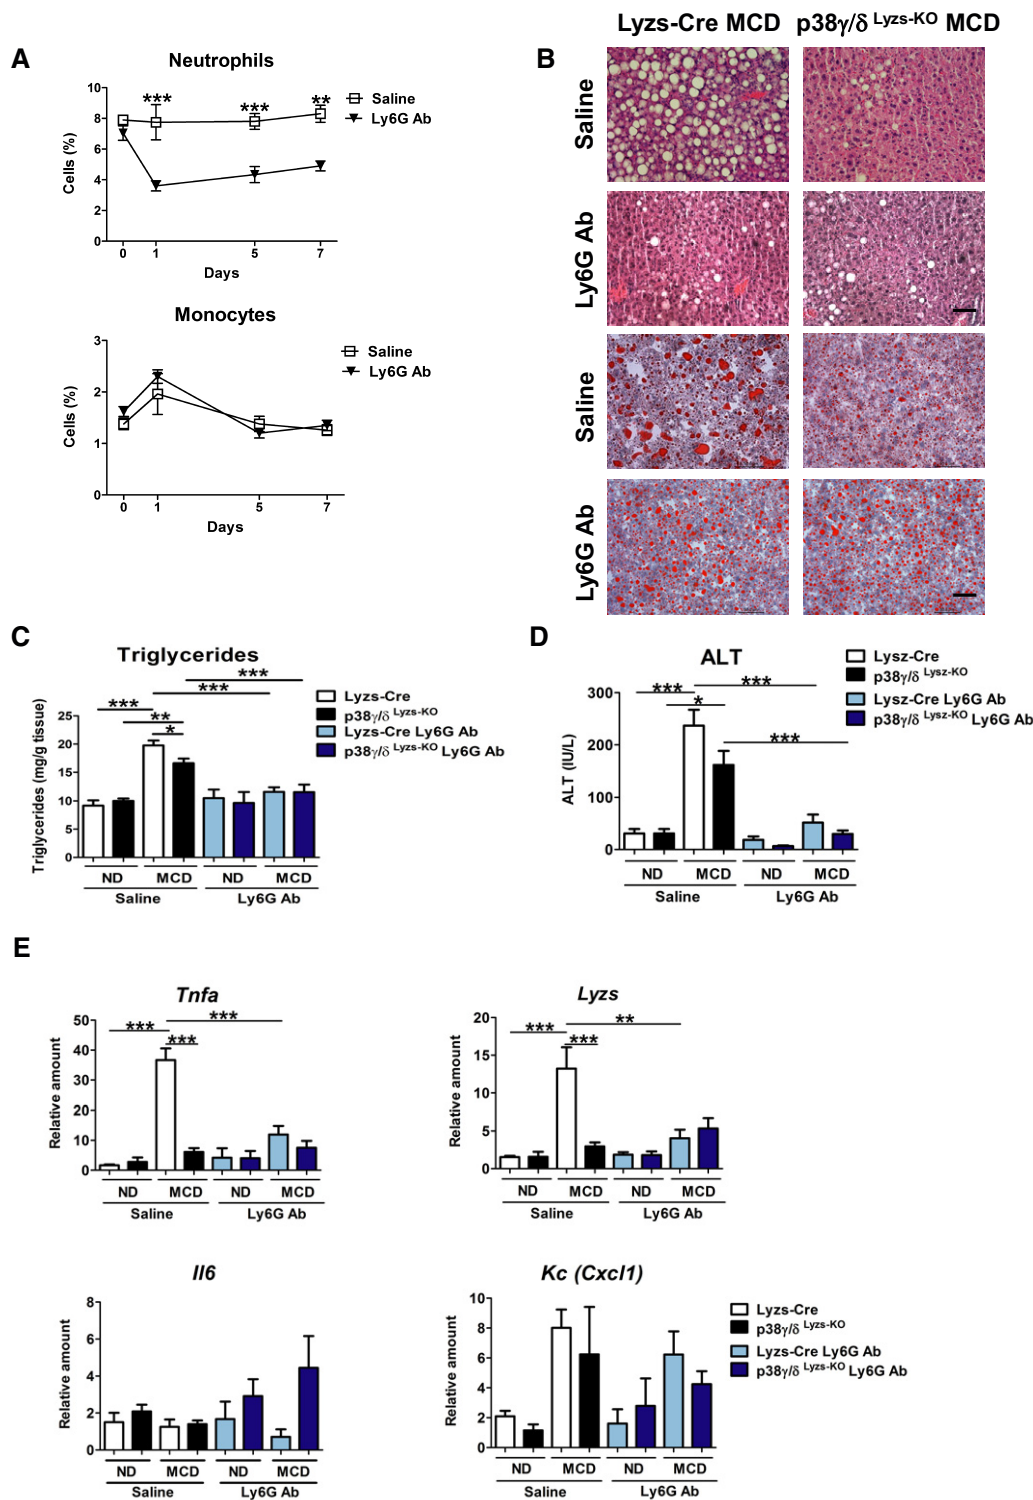 A
Neutrophils
10
8
6
4
2
0
Cells (%)
***
***
**
Saline
Ly6G Ab
0
1
5
7
Days
Monocytes
3
2
1
0
Cells (%)
Saline
Ly6G Ab
0
1
5
7
Days
B
Lyzs-Cre MCD
p38γ/δ Lyzs-KO MCD
Saline
Ly6G Ab
Saline
Ly6G Ab
C
Triglycerides
***
***
***
**
*
25
20
15
10
5
0
Triglycerides (mg/g tissue)
Lyzs-Cre
p38γ/δ Lyzs-KO
Lyzs-Cre Ly6G Ab
p38γ/δ Lyzs-KO Ly6G Ab
ND
MCD
ND
MCD
Saline
Ly6G Ab
D
ALT
***
***
*
***
300
200
100
0
ALT (IU/L)
Lysz-Cre
p38γ/δ Lysz-KO
Lysz-Cre Ly6G Ab
p38γ/δ Lysz-KO Ly6G Ab
ND
MCD
ND
MCD
Saline
Ly6G Ab
E
Tnfa
***
***
***
50
40
30
20
10
0
Relative amount
ND
MCD
ND
MCD
Saline
Ly6G Ab
Lyzs
***
**
***
20
15
10
5
0
Relative amount
ND
MCD
ND
MCD
Saline
Ly6G Ab
Il6
8
6
4
2
0
Relative amount
ND
MCD
ND
MCD
Saline
Ly6G Ab
Kc (Cxcl1)
10
8
6
4
2
0
Relative amount
ND
MCD
ND
MCD
Saline
Ly6G Ab
Lyzs-Cre
p38γ/δ Lyzs-KO
Lyzs-Cre Ly6G Ab
p38γ/δ Lyzs-KO Ly6G Ab